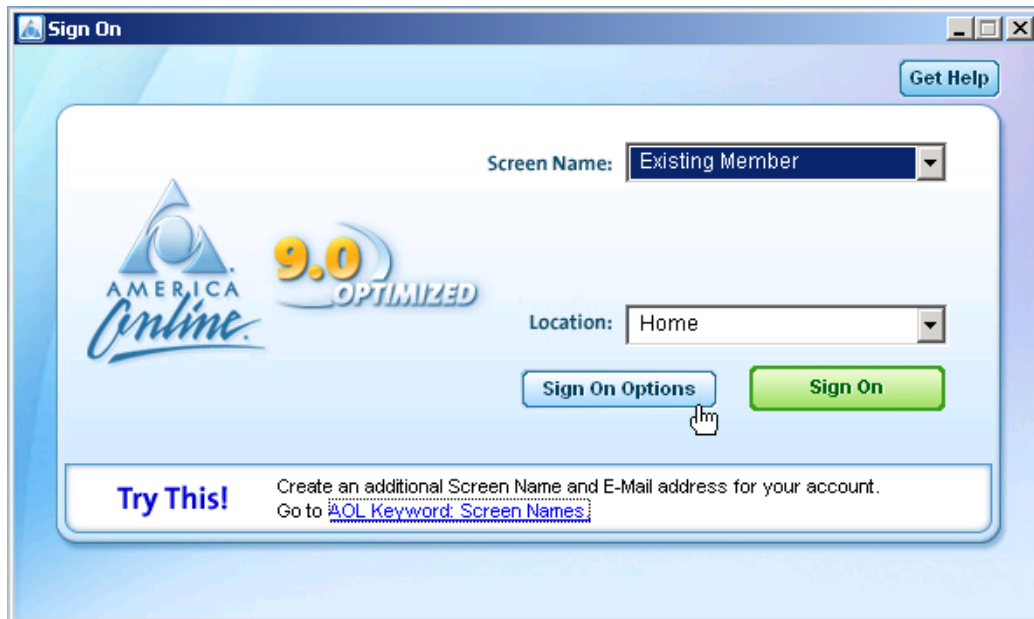 Sign On
Get Help
Screen Name: Existing Member
AMERICA
Online.
9.0
OPTIMIZED
Location: Home
Sign On Options
Sign On
Try This!
Create an additional Screen Name and E-Mail address for your account.
Go to AOL Keyword: Screen Names.